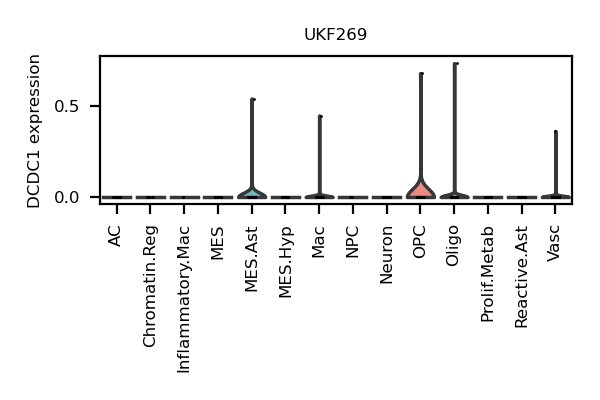 UKF269
DCDC1 expression
0.5
0.0
AC
Chromatin.Reg
Inflammatory.Mac
MES
MES.Ast
MES.Hyp
Mac
NPC
Neuron
OPC
Oligo
Prolif.Metab
Reactive.Ast
Vasc